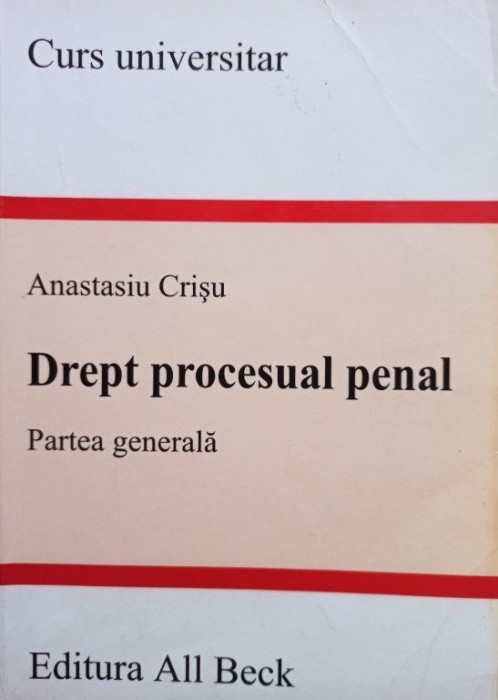 Curs universitar
Anastasiu Crişu
Drept procesual penal
Partea generală
Editura All Beck